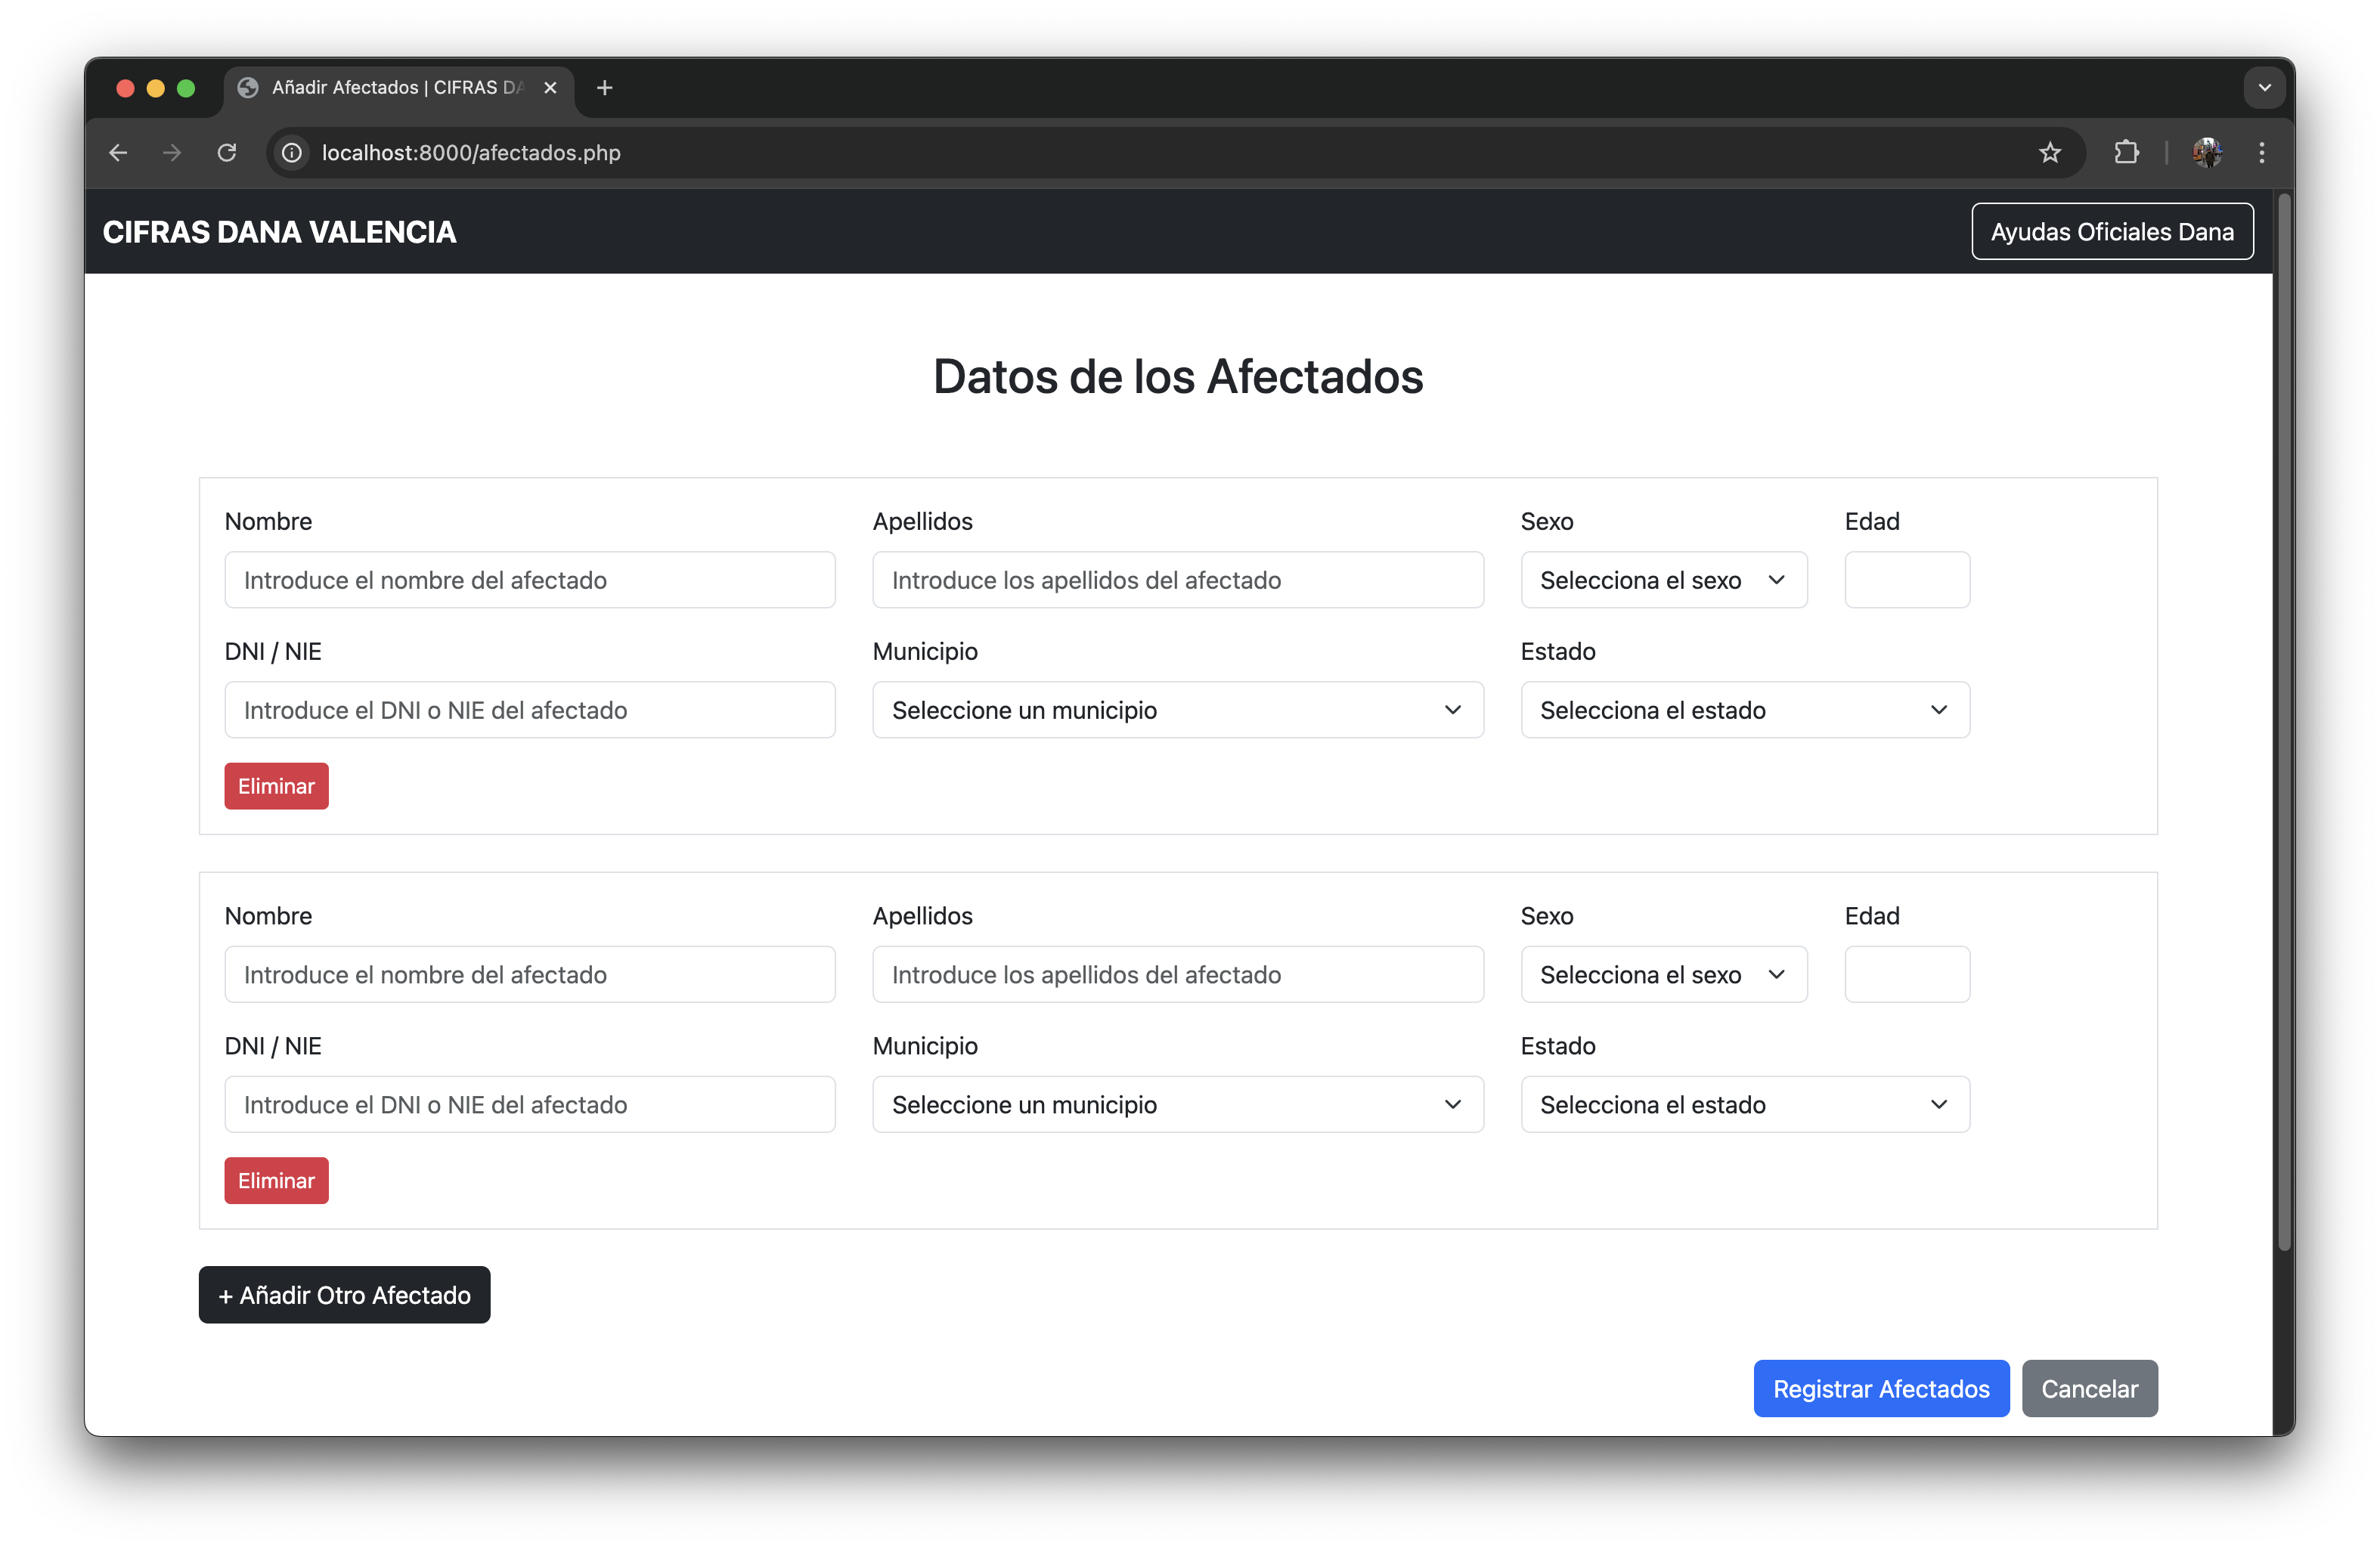 Añadir Afectados | CIFRAS DA
localhost:8000/afectados.php
CIFRAS DANA VALENCIA
Ayudas Oficiales Dana
Datos de los Afectados
Nombre Apellidos Sexo Edad
Introduce el nombre del afectado Introduce los apellidos del afectado Selecciona el sexo
DNI / NIE Municipio Estado
Introduce el DNI o NIE del afectado Seleccione un municipio Selecciona el estado
Eliminar
Nombre Apellidos Sexo Edad
Introduce el nombre del afectado Introduce los apellidos del afectado Selecciona el sexo
DNI / NIE Municipio Estado
Introduce el DNI o NIE del afectado Seleccione un municipio Selecciona el estado
Eliminar
+ Añadir Otro Afectado
Registrar Afectados Cancelar